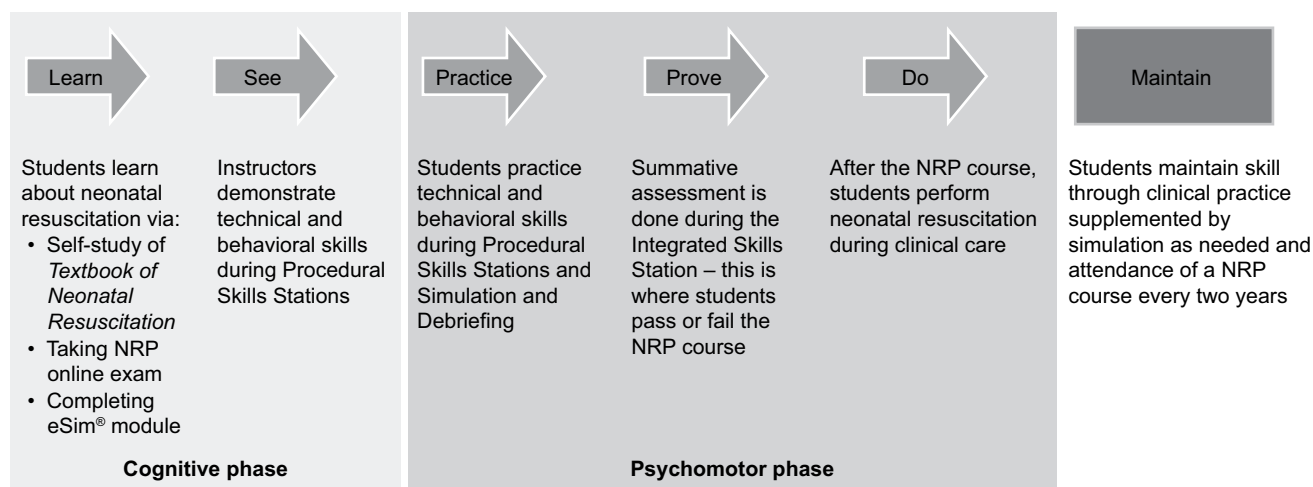 Learn
See
Practice
Prove
Do
Maintain
Students learn
about neonatal
resuscitation via:
• Self-study of
Textbook of
Neonatal
Resuscitation
• Taking NRP
online exam
• Completing
eSim® module
Instructors
demonstrate
technical and
behavioral skills
during Procedural
Skills Stations
Students practice
technical and
behavioral skills
during Procedural
Skills Stations and
Simulation and
Debriefing
Summative
assessment is
done during the
Integrated Skills
Station – this is
where students
pass or fail the
NRP course
After the NRP course,
students perform
neonatal resuscitation
during clinical care
Students maintain skill
through clinical practice
supplemented by
simulation as needed and
attendance of a NRP
course every two years
Cognitive phase
Psychomotor phase